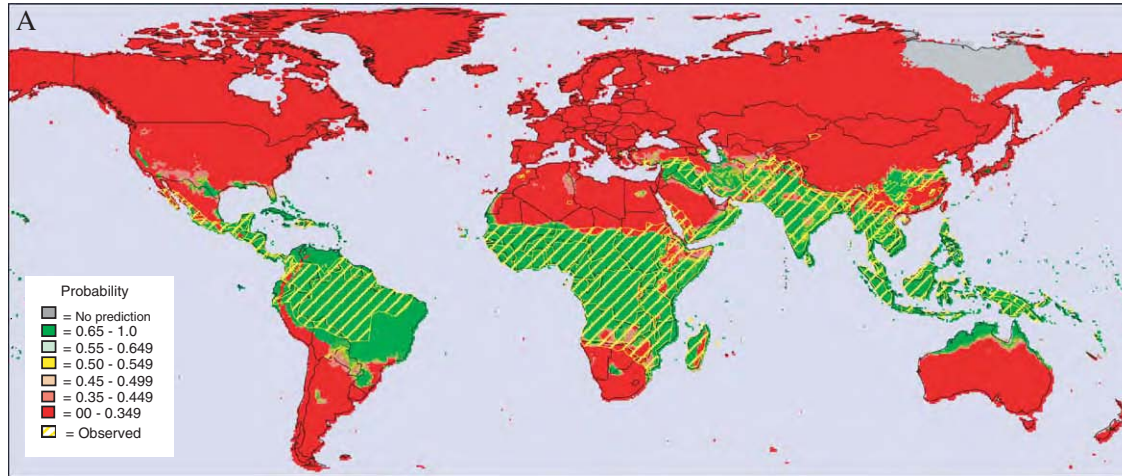 A
Probability
= No prediction
= 0.65 - 1.0
= 0.55 - 0.649
= 0.50 - 0.549
= 0.45 - 0.499
= 0.35 - 0.449
= 00 - 0.349
= Observed